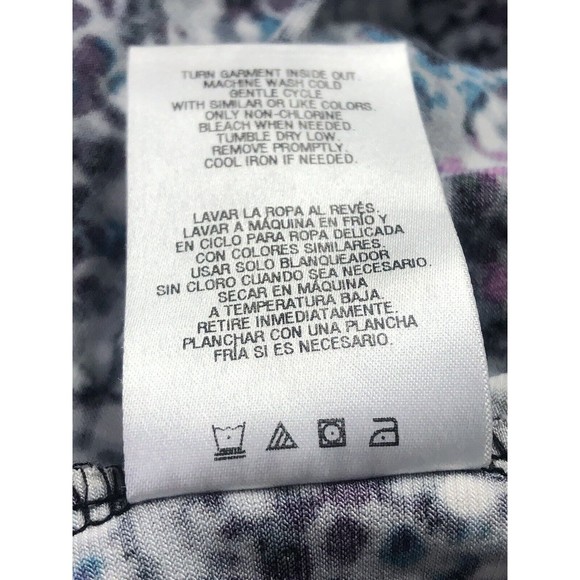 TURN GARMENT INSIDE OUT.
MACHINE WASH COLD
GENTLE CYCLE
WITH SIMILAR OR LIKE COLORS.
ONLY NON-CHLORINE
BLEACH WHEN NEEDED.
TUMBLE DRY LOW.
REMOVE PROMPTLY.
COOL IRON IF NEEDED.
LAVAR LA ROPA AL REVÉS.
LAVAR A MÁQUINA EN FRÍO Y
EN CICLO PARA ROPA DELICADA
CON COLORES SIMILARES.
USAR SOLO BLANQUEADOR
SIN CLORO CUANDO SEA NECESARIO.
SECAR EN MÁQUINA
A TEMPERATURA BAJA.
RETIRE INMEDIATAMENTE.
PLANCHAR CON UNA PLANCHA
FRÍA SI ES NECESARIO.